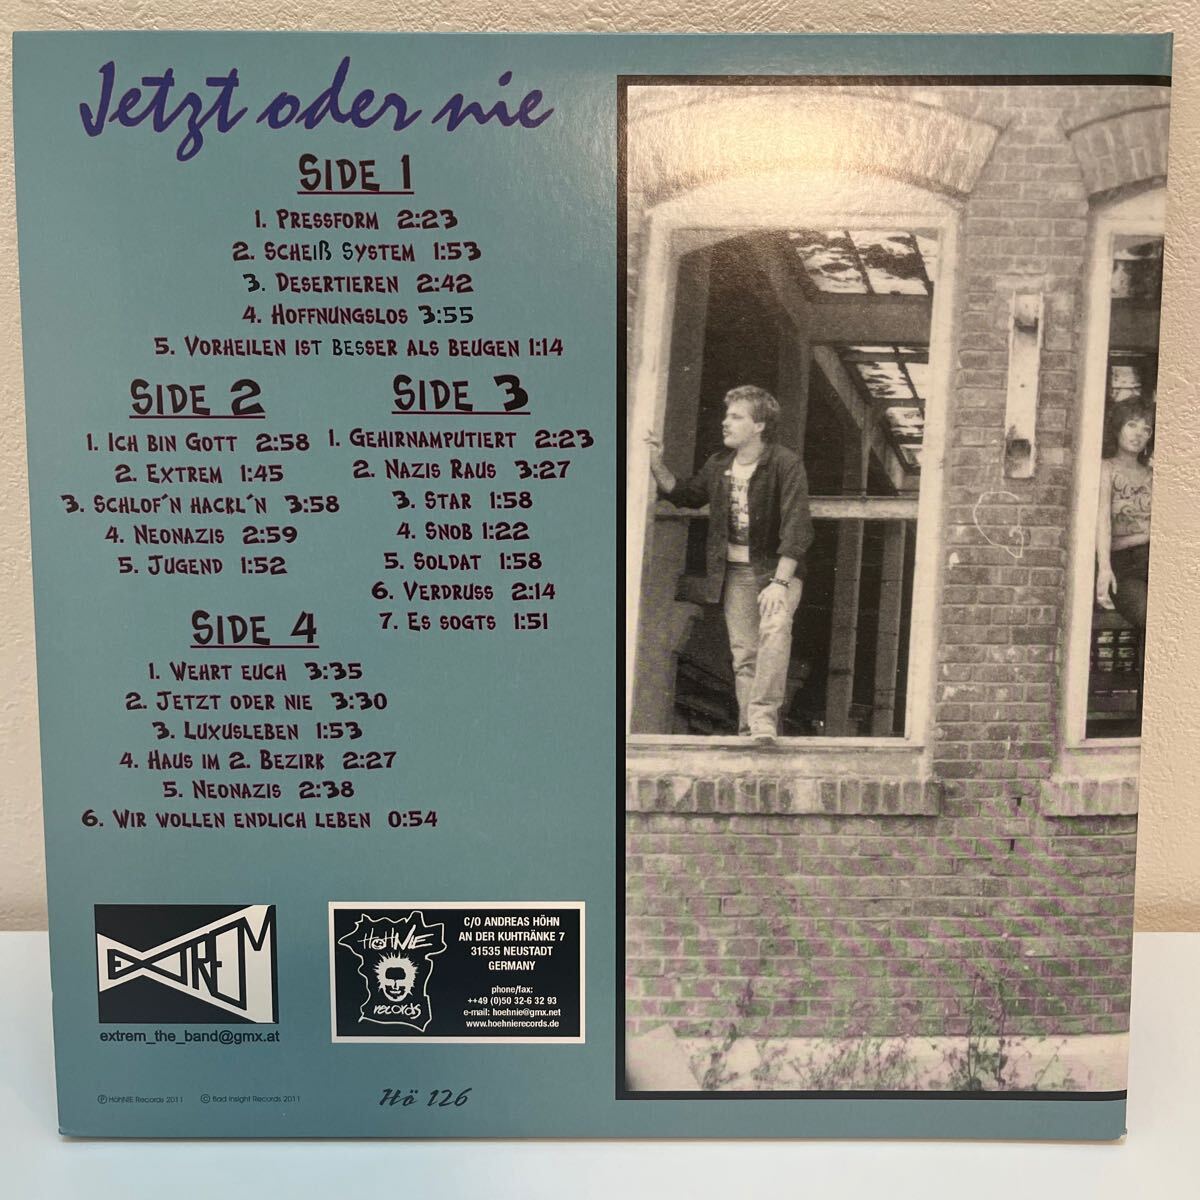 Jetzt oder nie
SIDE 1
1. PRESSFORM 2:23
2. SCHEIß SYSTEM 1:53
3. DESERTIEREN 2:42
4. HOFFNUNGSLOS 3:55
5. VORHEILEN IST BESSER ALS BEUGEN 1:14
SIDE 2
1. ICH BIN GOTT 2:58
2. EXTREM 1:45
3. SCHLOF´N HACKL´N 3:58
4. NEONAZIS 2:59
5. JUGEND 1:52
SIDE 3
1. GEHIRNAMPUTIERT 2:23
2. NAZIS RAUS 3:27
3. STAR 1:58
4. SNOB 1:22
5. SOLDAT 1:58
6. VERDRUSS 2:14
7. ES SOGTS 1:51
SIDE 4
1. WEHRT EUCH 3:35
2. JETZT ODER NIE 3:30
3. LUXUSLEBEN 1:53
4. HAUS IM 2. BEZIRK 2:27
5. NEONAZIS 2:38
6. WIR WOLLEN ENDLICH LEBEN 0:54
EXTREM
extrem_the_band@gmx.at
HöHNIE
records
C/O ANDREAS HÖHN
AN DER KUHTRÄNKE 7
31535 NEUSTADT
GERMANY
phone/fax:
++49 (0)50 32-6 32 93
e-mail: hoehnie@gmx.net
www.hoehnierecords.de
Ⓟ HöhNIE Records 2011 © Bad Insight Records 2011
Hö 126